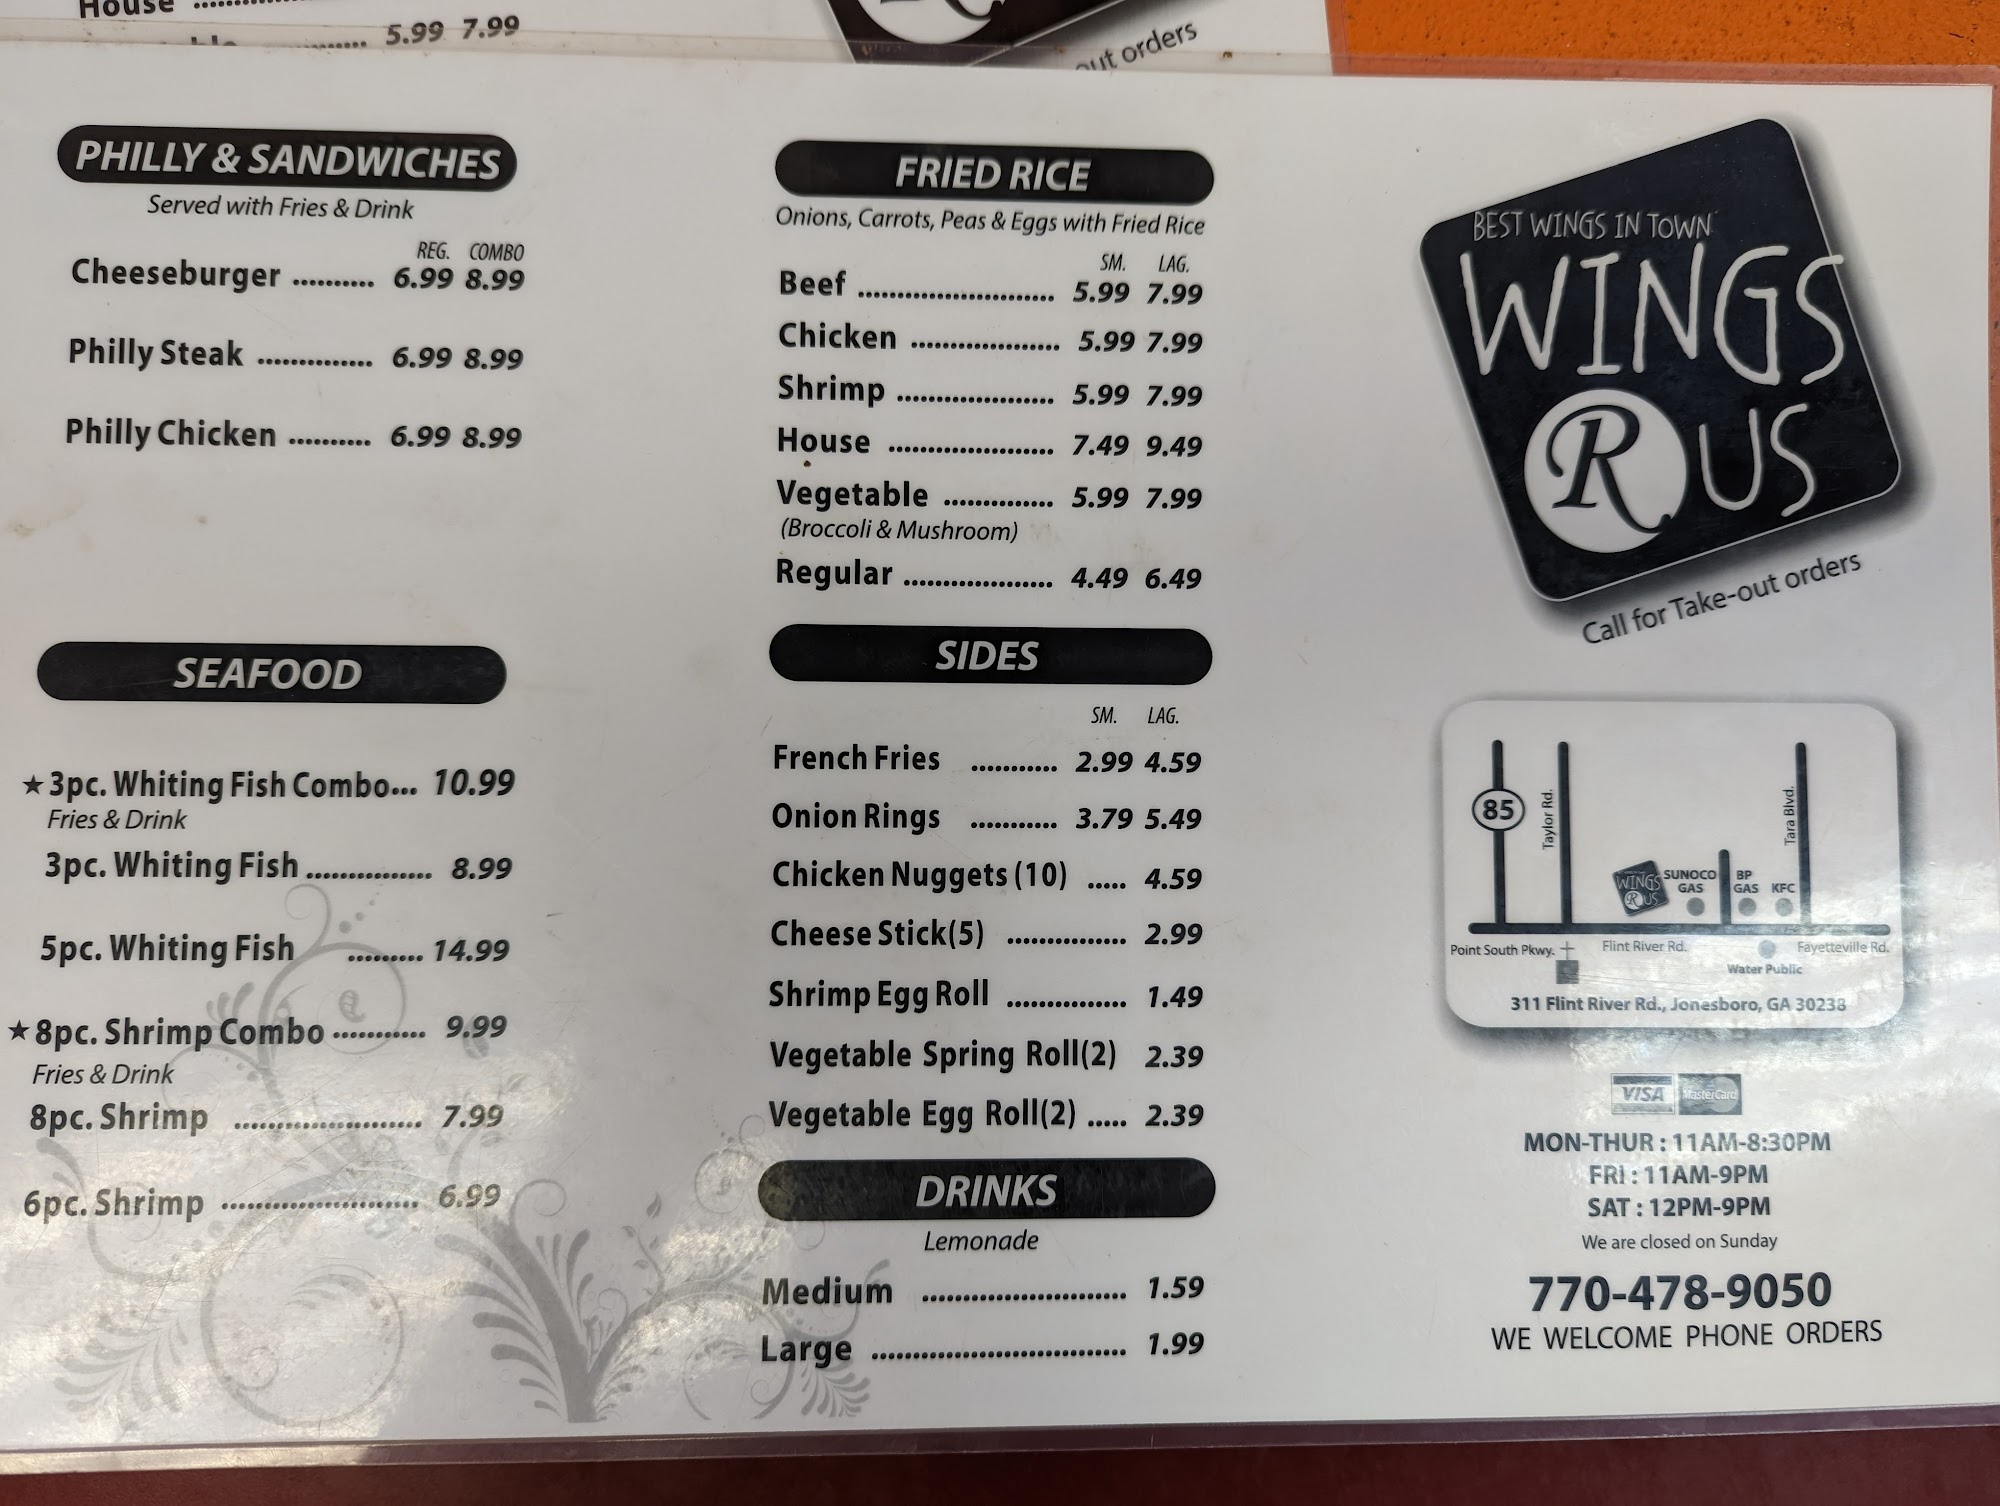 House ........
5.99 7.99
out orders
PHILLY & SANDWICHES
Served with Fries & Drink
REG. COMBO
Cheeseburger .......... 6.99 8.99
Philly Steak .............. 6.99 8.99
Philly Chicken .......... 6.99 8.99
SEAFOOD
★3pc. Whiting Fish Combo... 10.99
Fries & Drink
3pc. Whiting Fish ................ 8.99
5pc. Whiting Fish ......... 14.99
★8pc. Shrimp Combo ............ 9.99
Fries & Drink
8pc. Shrimp ........................ 7.99
6pc. Shrimp ......................... 6.99
FRIED RICE
Onions, Carrots, Peas & Eggs with Fried Rice
SM. LAG.
Beef .......................... 5.99 7.99
Chicken .................... 5.99 7.99
Shrimp ..................... 5.99 7.99
House ...................... 7.49 9.49
Vegetable ............... 5.99 7.99
(Broccoli & Mushroom)
Regular .................... 4.49 6.49
SIDES
SM. LAG.
French Fries ............ 2.99 4.59
Onion Rings ............ 3.79 5.49
Chicken Nuggets (10) ..... 4.59
Cheese Stick(5) ................ 2.99
Shrimp Egg Roll ................ 1.49
Vegetable Spring Roll(2) 2.39
Vegetable Egg Roll(2) ..... 2.39
DRINKS
Lemonade
Medium ........................... 1.59
Large ................................. 1.99
BEST WINGS IN TOWN
WINGS
R US
Call for Take-out orders
85
Taylor Rd.
Tara Blvd.
WINGS
R US
SUNOCO
GAS
BP
GAS
KFC
Point South Pkwy.
Flint River Rd.
Fayetteville Rd.
Water Public
311 Flint River Rd., Jonesboro, GA 30238
VISA MasterCard
MON-THUR : 11AM-8:30PM
FRI : 11AM-9PM
SAT : 12PM-9PM
We are closed on Sunday
770-478-9050
WE WELCOME PHONE ORDERS